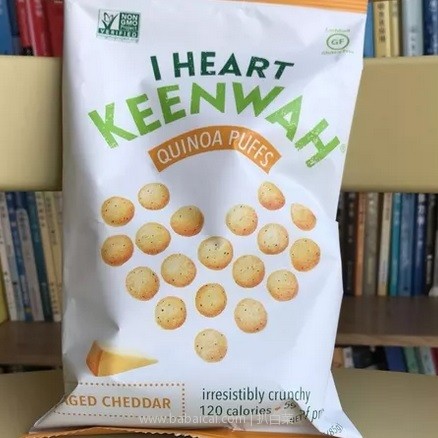 NON
GMO
VERIFIED
GF
I HEART
KEENWAH
QUINOA PUFFS
AGED CHEDDAR
irresistibly crunchy
120 calories
www.babaicai.com